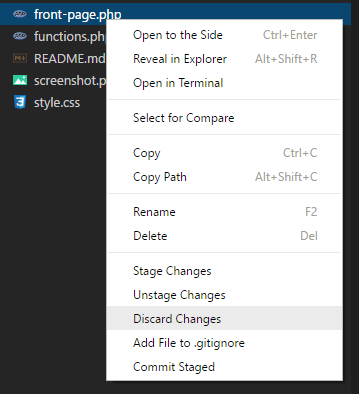 front-page.php
functions.php
README.md
screenshot.p
style.css
Open to the Side Ctrl+Enter
Reveal in Explorer Alt+Shift+R
Open in Terminal
Select for Compare
Copy Ctrl+C
Copy Path Alt+Shift+C
Rename F2
Delete Del
Stage Changes
Unstage Changes
Discard Changes
Add File to .gitignore
Commit Staged